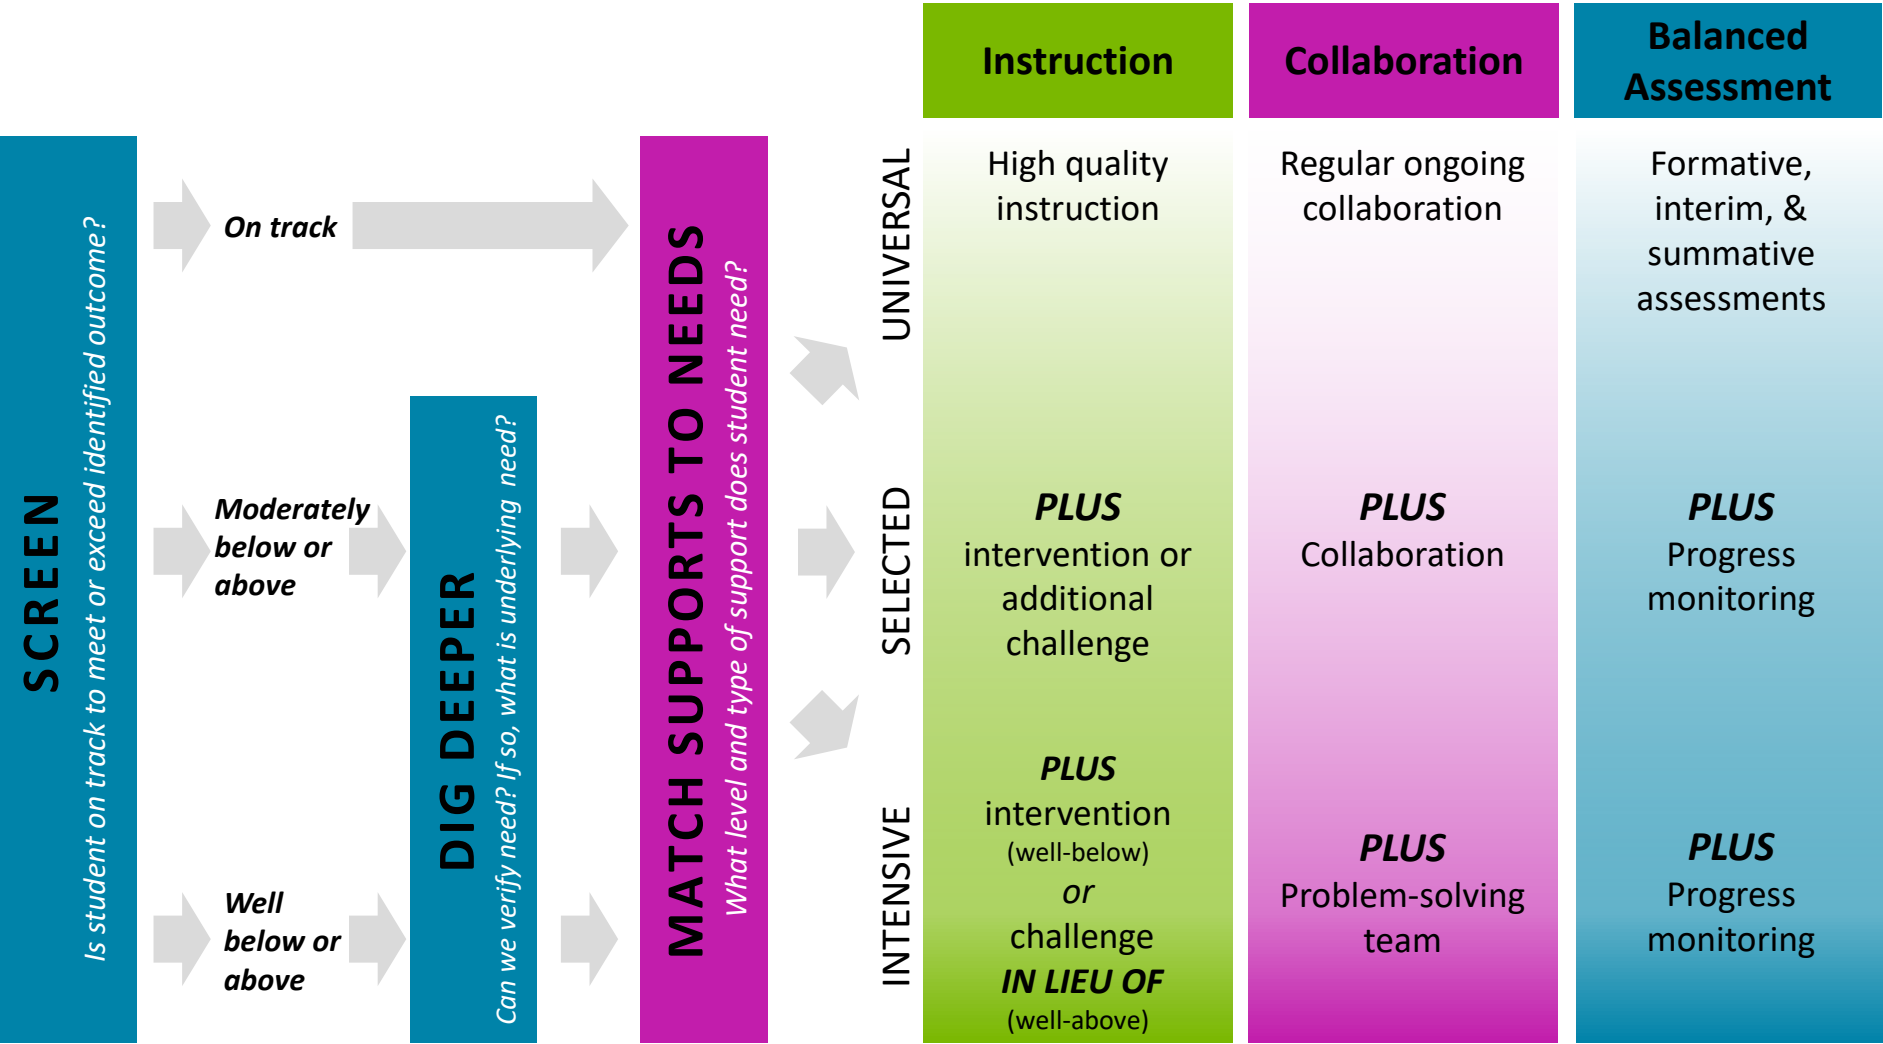 SCREEN
Is student on track to meet or exceed identified outcome?
On track
Moderately
below or
above
Well
below or
above
DIG DEEPER
Can we verify need? If so, what is underlying need?
MATCH SUPPORTS TO NEEDS
What level and type of support does student need?
Instruction
Collaboration
Balanced
Assessment
UNIVERSAL
High quality
instruction
Regular ongoing
collaboration
Formative,
interim, &
summative
assessments
SELECTED
PLUS
intervention or
additional
challenge
PLUS
Collaboration
PLUS
Progress
monitoring
INTENSIVE
PLUS
intervention
(well-below)
or
challenge
IN LIEU OF
(well-above)
PLUS
Problem-solving
team
PLUS
Progress
monitoring